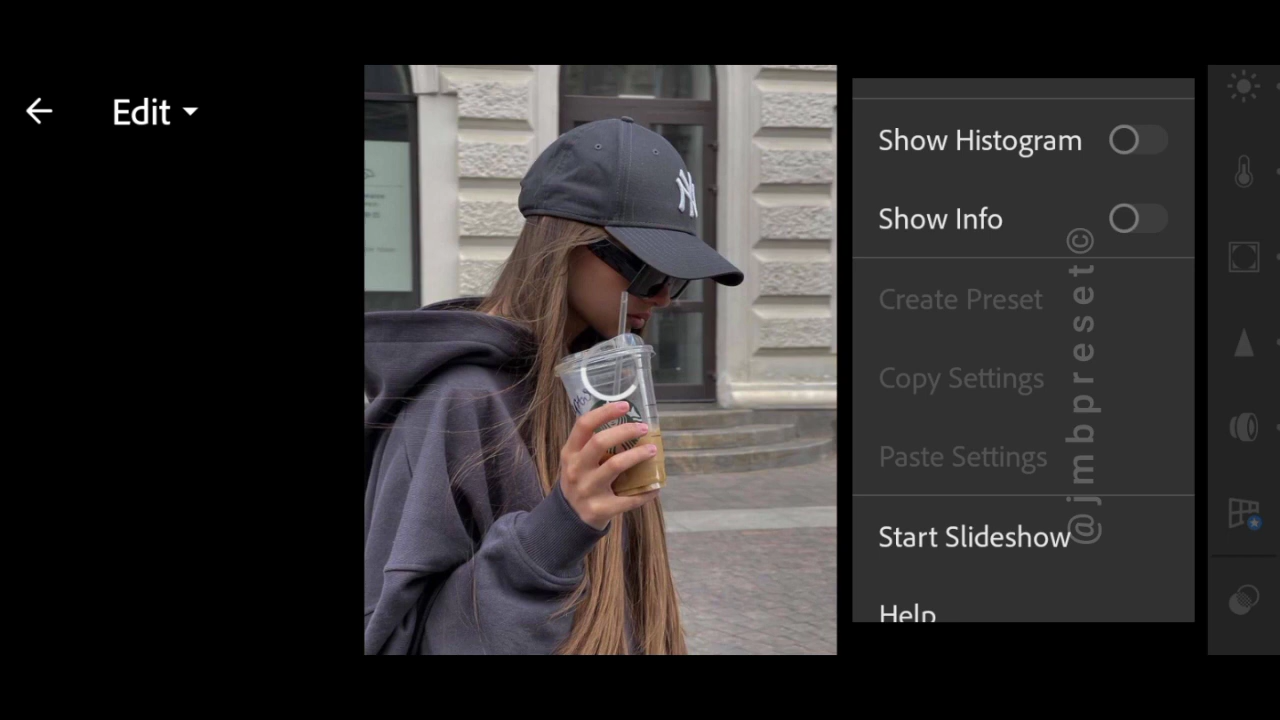 Edit
Show Histogram
Show Info
Create Preset
Copy Settings
Paste Settings
Start Slideshow
Help
@jmbpreset©
NY